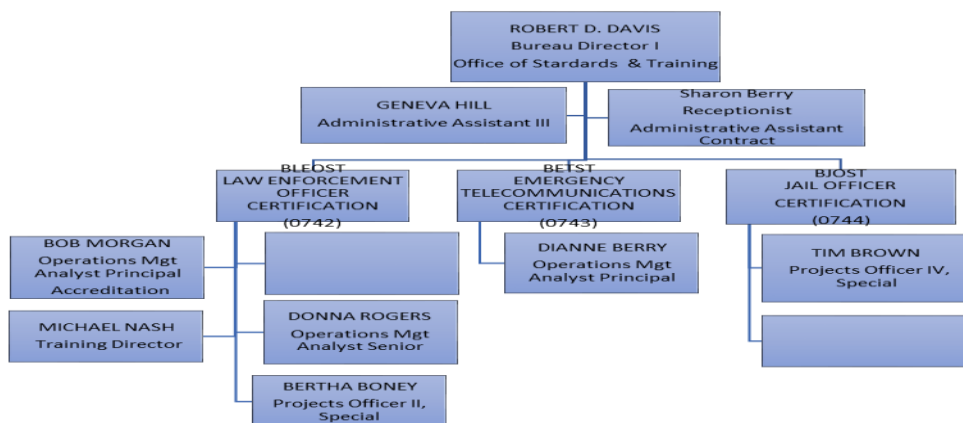 ROBERT D. DAVIS
Bureau Director I
Office of Stardards & Training
GENEVA HILL
Administrative Assistant III
Sharon Berry
Receptionist
Administrative Assistant
Contract
BLEOST
LAW ENFORCEMENT
OFFICER
CERTIFICATION
(0742)
BETST
EMERGENCY
TELECOMMUNICATIONS
CERTIFICATION
(0743)
BJOST
JAIL OFFICER
CERTIFICATION
(0744)
BOB MORGAN
Operations Mgt
Analyst Principal
Accreditation
DIANNE BERRY
Operations Mgt
Analyst Principal
TIM BROWN
Projects Officer IV,
Special
MICHAEL NASH
Training Director
DONNA ROGERS
Operations Mgt
Analyst Senior
BERTHA BONEY
Projects Officer II,
Special